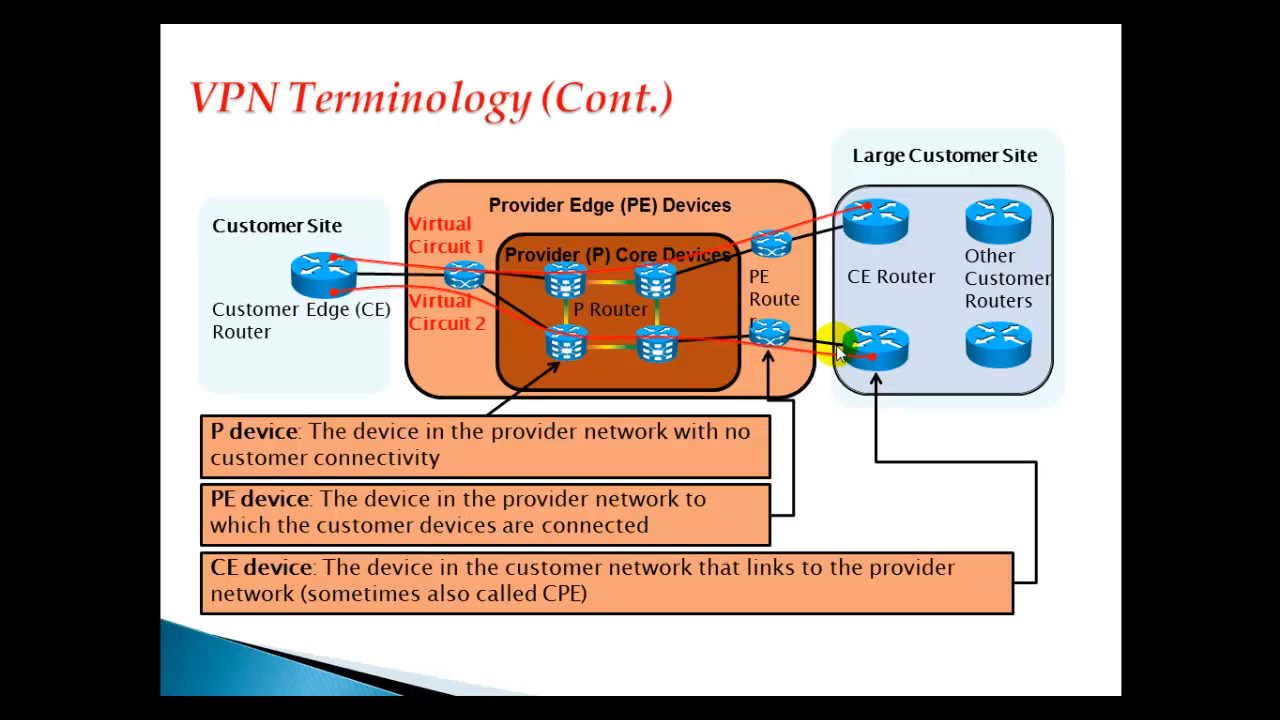 VPN Terminology (Cont.)
Large Customer Site
Provider Edge (PE) Devices
Customer Site
Virtual
Circuit 1
Provider (P) Core Devices
PE
Route
r
CE Router
Other
Customer
Routers
Customer Edge (CE)
Router
Virtual
Circuit 2
P Router
P device: The device in the provider network with no
customer connectivity
PE device: The device in the provider network to
which the customer devices are connected
CE device: The device in the customer network that links to the provider
network (sometimes also called CPE)